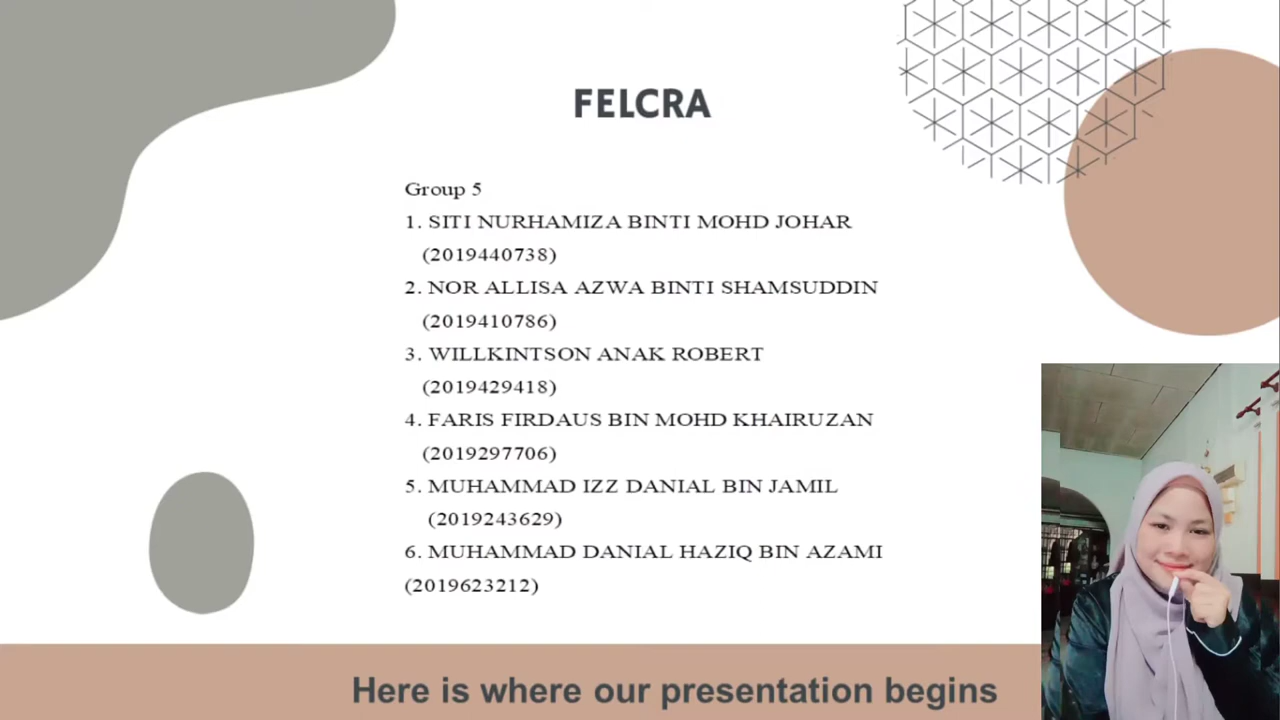 FELCRA
Group 5
1. SITI NURHAMIZA BINTI MOHD JOHAR
(2019440738)
2. NOR ALLISA AZWA BINTI SHAMSUDDIN
(2019410786)
3. WILLKINTSON ANAK ROBERT
(2019429418)
4. FARIS FIRDAUS BIN MOHD KHAIRUZAN
(2019297706)
5. MUHAMMAD IZZ DANIAL BIN JAMIL
(2019243629)
6. MUHAMMAD DANIAL HAZIQ BIN AZAMI
(2019623212)
Here is where our presentation begins